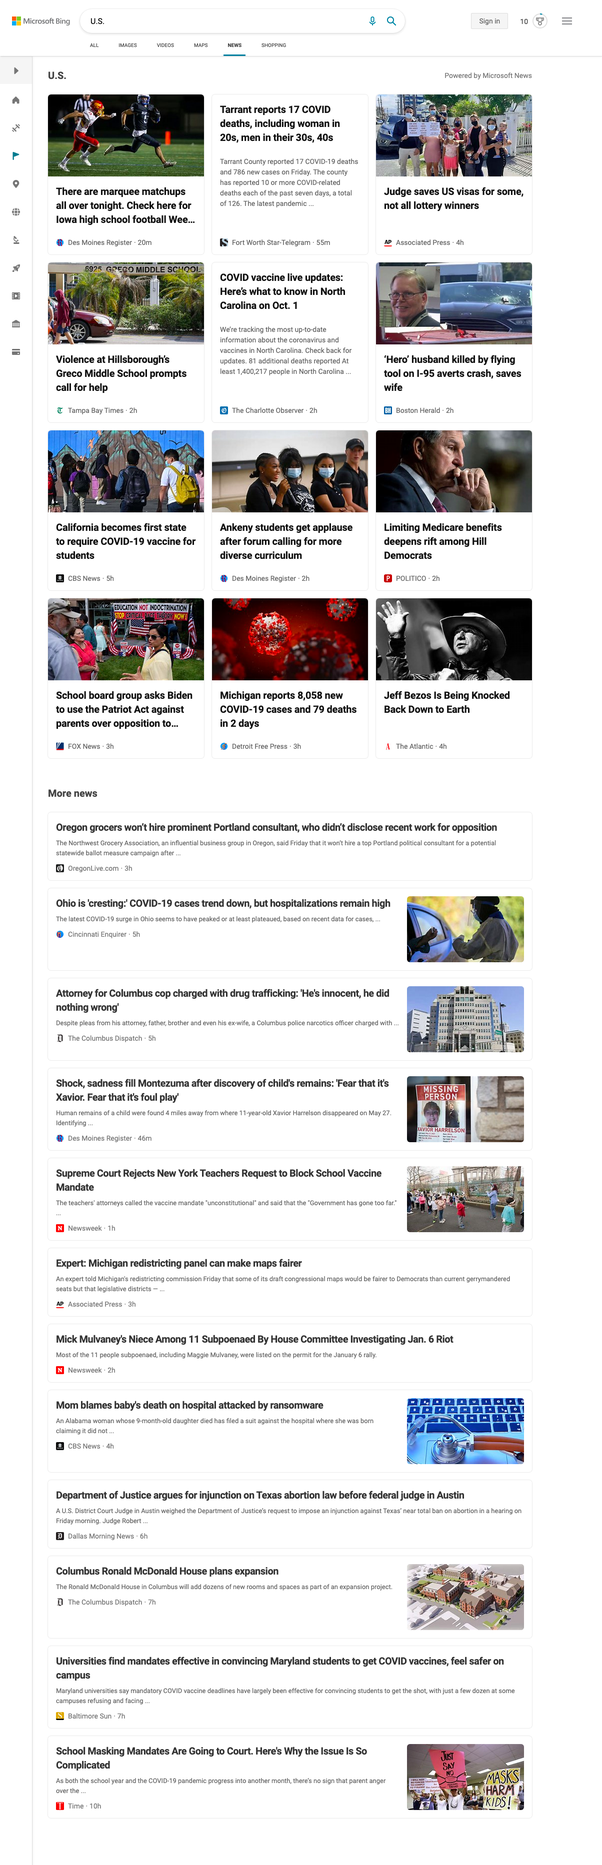 Microsoft Bing
U.S.
Sign in
10
ALL
IMAGES
VIDEOS
MAPS
NEWS
SHOPPING
U.S.
Powered by Microsoft News
There are marquee matchups
all over tonight. Check here for
Iowa high school football Wee...
Des Moines Register · 20m
Tarrant reports 17 COVID
deaths, including woman in
20s, men in their 30s, 40s
Tarrant County reported 17 COVID-19 deaths
and 786 new cases on Friday. The county
has reported 10 or more COVID-related
deaths each of the past seven days, a total
of 126. The latest pandemic ...
Fort Worth Star-Telegram · 55m
Judge saves US visas for some,
not all lottery winners
AP
Associated Press · 4h
5925 GRECO MIDDLE SCHOOL
Violence at Hillsborough's
Greco Middle School prompts
call for help
Tampa Bay Times · 2h
COVID vaccine live updates:
Here's what to know in North
Carolina on Oct. 1
We're tracking the most up-to-date
information about the coronavirus and
vaccines in North Carolina. Check back for
updates. 81 additional deaths reported At
least 1,400,217 people in North Carolina ...
The Charlotte Observer · 2h
'Hero' husband killed by flying
tool on I-95 averts crash, saves
wife
Boston Herald · 2h
California becomes first state
to require COVID-19 vaccine for
students
CBS News · 5h
Ankeny students get applause
after forum calling for more
diverse curriculum
Des Moines Register · 2h
Limiting Medicare benefits
deepens rift among Hill
Democrats
POLITICO · 2h
EDUCATION NOT INDOCTRINATION
School board group asks Biden
to use the Patriot Act against
parents over opposition to...
FOX News · 3h
Michigan reports 8,058 new
COVID-19 cases and 79 deaths
in 2 days
Detroit Free Press · 3h
Jeff Bezos Is Being Knocked
Back Down to Earth
The Atlantic · 4h
More news
Oregon grocers won't hire prominent Portland consultant, who didn't disclose recent work for opposition
The Northwest Grocery Association, an influential business group in Oregon, said Friday that it won't hire a top Portland political consultant for a potential
statewide ballot measure campaign after ...
OregonLive.com · 3h
Ohio is 'cresting:' COVID-19 cases trend down, but hospitalizations remain high
The latest COVID-19 surge in Ohio seems to have peaked or at least plateaued, based on recent data for cases, ...
Cincinnati Enquirer · 5h
Attorney for Columbus cop charged with drug trafficking: 'He's innocent, he did
nothing wrong'
Despite pleas from his attorney, father, brother and even his ex-wife, a Columbus police narcotics officer charged with ...
The Columbus Dispatch · 5h
Shock, sadness fill Montezuma after discovery of child's remains: 'Fear that it's
Xavior. Fear that it's foul play'
Human remains of a child were found 4 miles away from where 11-year-old Xavior Harrelson disappeared on May 27.
Identifying ...
Des Moines Register · 46m
MISSING
PERSON
XAVIOR HARRELSON
Supreme Court Rejects New York Teachers Request to Block School Vaccine
Mandate
The teachers' attorneys called the vaccine mandate "unconstitutional" and said that the "Government has gone too far."
...
Newsweek · 1h
Expert: Michigan redistricting panel can make maps fairer
An expert told Michigan's redistricting commission Friday that some of its draft congressional maps would be fairer to Democrats than current gerrymandered
seats but that legislative districts — ...
AP
Associated Press · 3h
Mick Mulvaney's Niece Among 11 Subpoenaed By House Committee Investigating Jan. 6 Riot
Most of the 11 people subpoenaed, including Maggie Mulvaney, were listed on the permit for the January 6 rally.
Newsweek · 2h
Mom blames baby's death on hospital attacked by ransomware
An Alabama woman whose 9-month-old daughter died has filed a suit against the hospital where she was born
claiming it did not ...
CBS News · 4h
Department of Justice argues for injunction on Texas abortion law before federal judge in Austin
A U.S. District Court Judge in Austin weighed the Department of Justice's request to impose an injunction against Texas' near total ban on abortion in a hearing on
Friday morning. Judge Robert ...
Dallas Morning News · 6h
Columbus Ronald McDonald House plans expansion
The Ronald McDonald House in Columbus will add dozens of new rooms and spaces as part of an expansion project.
The Columbus Dispatch · 7h
Universities find mandates effective in convincing Maryland students to get COVID vaccines, feel safer on
campus
Maryland universities say mandatory COVID vaccine deadlines have largely been effective for convincing students to get the shot, with just a few dozen at some
campuses refusing and facing ...
Baltimore Sun · 7h
School Masking Mandates Are Going to Court. Here's Why the Issue Is So
Complicated
As both the school year and the COVID-19 pandemic progress into another month, there's no sign that parent anger
over the ...
Time · 10h
JUST
SAY
NO
MASKS
HARM
KIDS!